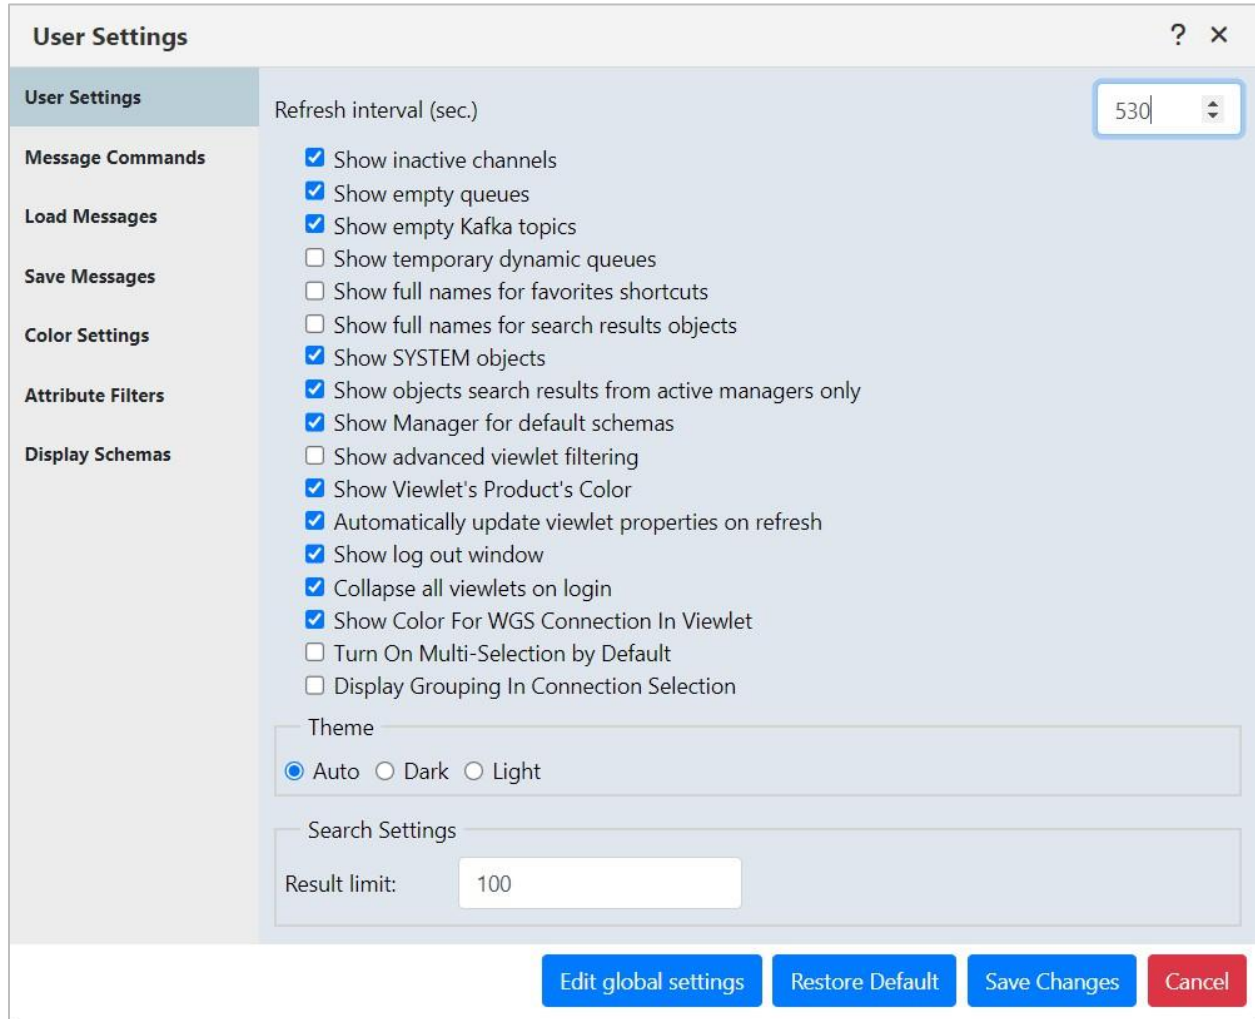 User Settings
? ×
User Settings
Message Commands
Load Messages
Save Messages
Color Settings
Attribute Filters
Display Schemas
Refresh interval (sec.)
530
Show inactive channels
Show empty queues
Show empty Kafka topics
Show temporary dynamic queues
Show full names for favorites shortcuts
Show full names for search results objects
Show SYSTEM objects
Show objects search results from active managers only
Show Manager for default schemas
Show advanced viewlet filtering
Show Viewlet's Product's Color
Automatically update viewlet properties on refresh
Show log out window
Collapse all viewlets on login
Show Color For WGS Connection In Viewlet
Turn On Multi-Selection by Default
Display Grouping In Connection Selection
Theme
Auto Dark Light
Search Settings
Result limit: 100
Edit global settings Restore Default Save Changes Cancel